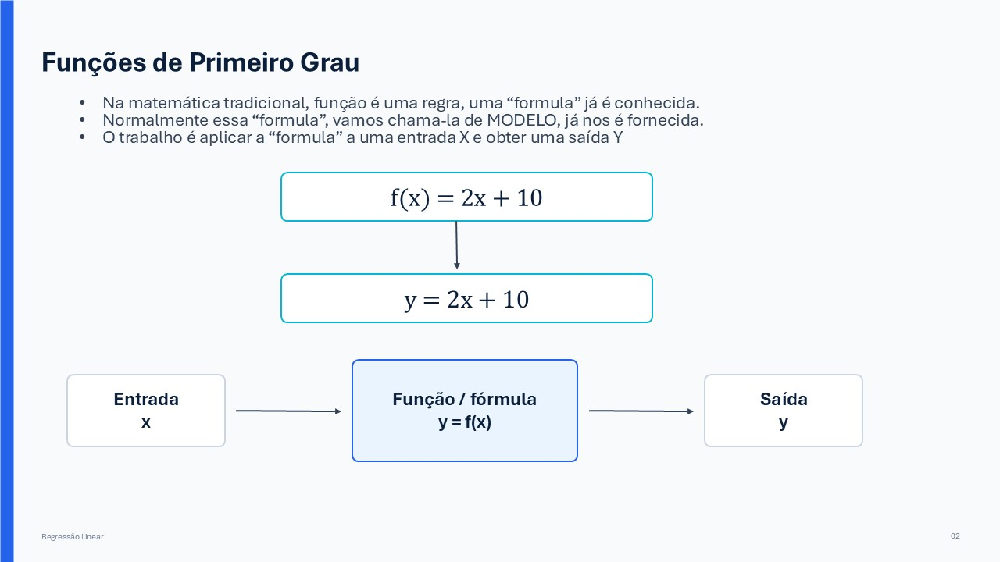 Funções de Primeiro Grau
• Na matemática tradicional, função é uma regra, uma “formula” já é conhecida.
• Normalmente essa “formula”, vamos chama-la de MODELO, já nos é fornecida.
• O trabalho é aplicar a “formula” a uma entrada X e obter uma saída Y
f(x) = 2x + 10
y = 2x + 10
Entrada
x
Função / fórmula
y = f(x)
Saída
y
Regressão Linear
02